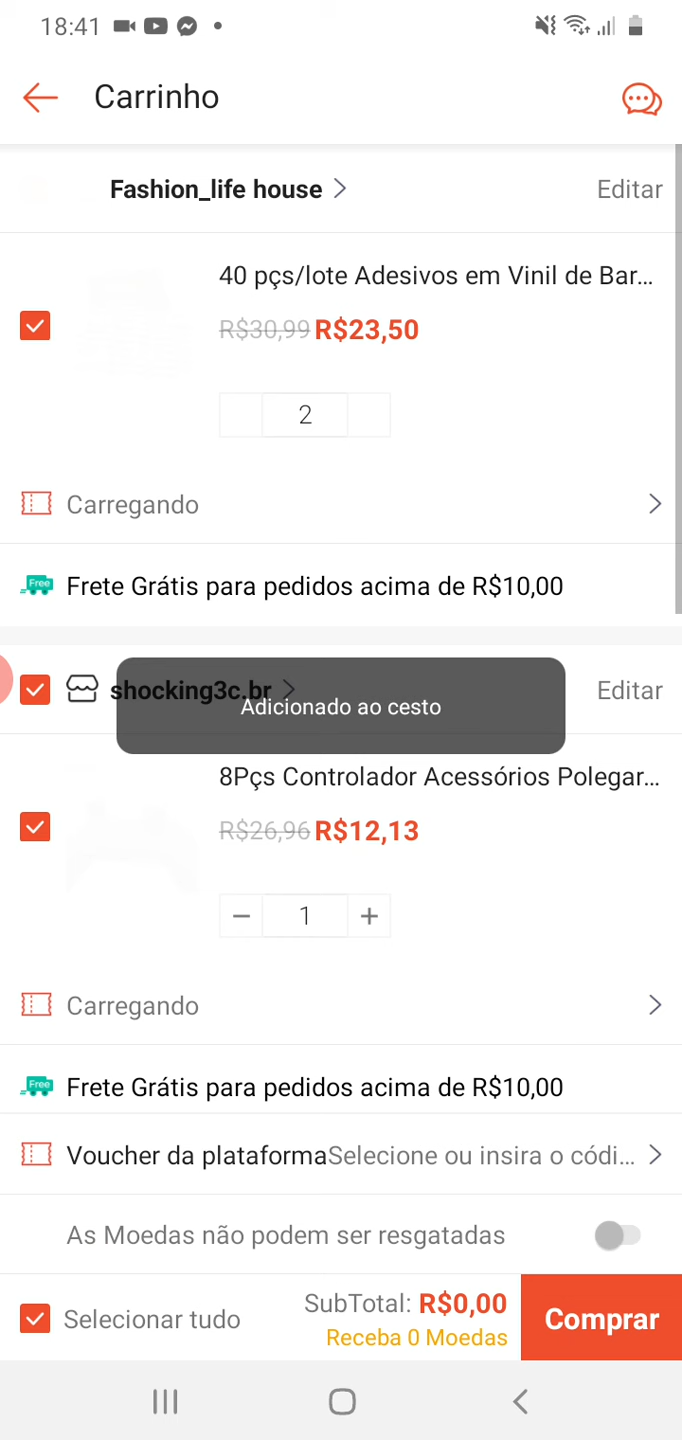 18:41
Carrinho
Fashion_life house
Editar
40 pçs/lote Adesivos em Vinil de Bar...
R$30,99 R$23,50
2
Carregando
Free
Frete Grátis para pedidos acima de R$10,00
shocking3c.br
Editar
Adicionado ao cesto
8Pçs Controlador Acessórios Polegar...
R$26,96 R$12,13
1
Carregando
Free
Frete Grátis para pedidos acima de R$10,00
Voucher da plataforma Selecione ou insira o códi...
As Moedas não podem ser resgatadas
Selecionar tudo
SubTotal: R$0,00
Receba 0 Moedas
Comprar